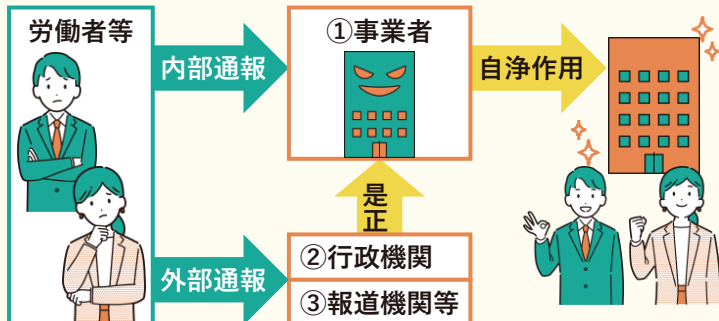 労働者等
内部通報
①事業者
自浄作用
是正
外部通報
②行政機関
③報道機関等